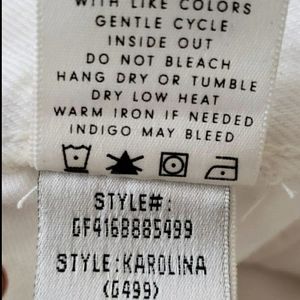 WITH LIKE COLORS
GENTLE CYCLE
INSIDE OUT
DO NOT BLEACH
HANG DRY OR TUMBLE
DRY LOW HEAT
WARM IRON IF NEEDED
INDIGO MAY BLEED
STYLE#:
GF4168885499
STYLE:KAROLINA
(G499)